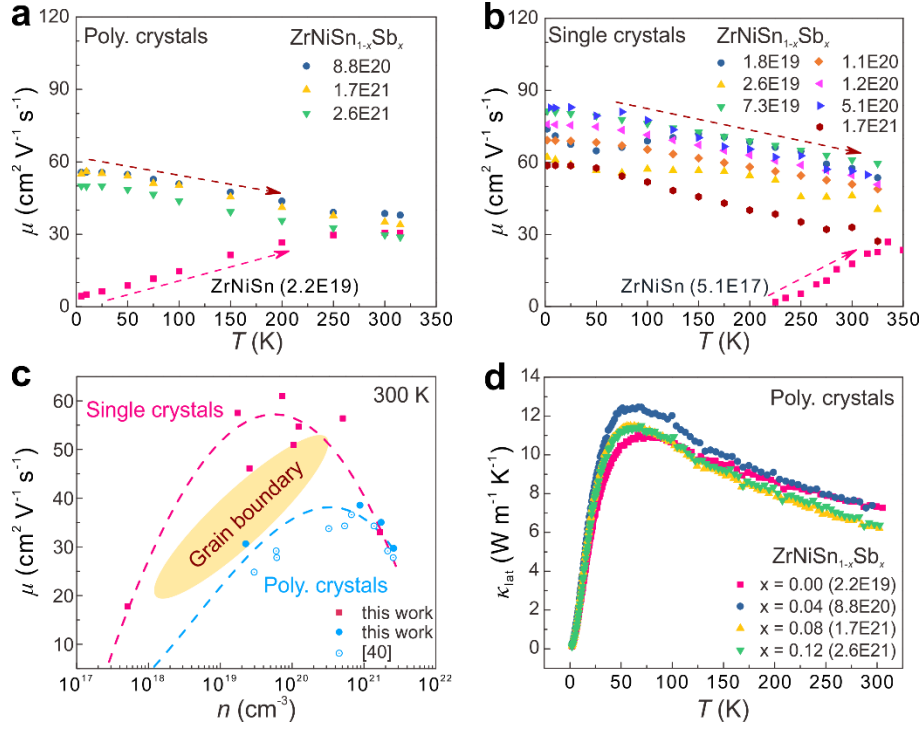 a
Poly. crystals
ZrNiSn1-xSbx
8.8E20
1.7E21
2.6E21
ZrNiSn (2.2E19)
120
90
60
30
0
0 50 100 150 200 250 300 350
T (K)
μ (cm² V⁻¹ s⁻¹)
b
Single crystals
ZrNiSn1-xSbx
1.8E19
2.6E19
7.3E19
1.1E20
1.2E20
5.1E20
1.7E21
ZrNiSn (5.1E17)
120
90
60
30
0
0 50 100 150 200 250 300 350
T (K)
μ (cm² V⁻¹ s⁻¹)
c
300 K
Single crystals
Grain boundary
Poly. crystals
this work
this work
[40]
60
50
40
30
20
10
10¹⁷ 10¹⁸ 10¹⁹ 10²⁰ 10²¹ 10²²
n (cm⁻³)
μ (cm² V⁻¹ s⁻¹)
d
Poly. crystals
ZrNiSn1-xSbx
x = 0.00 (2.2E19)
x = 0.04 (8.8E20)
x = 0.08 (1.7E21)
x = 0.12 (2.6E21)
14
12
10
8
6
4
2
0
0 50 100 150 200 250 300
T (K)
κlat (W m⁻¹ K⁻¹)